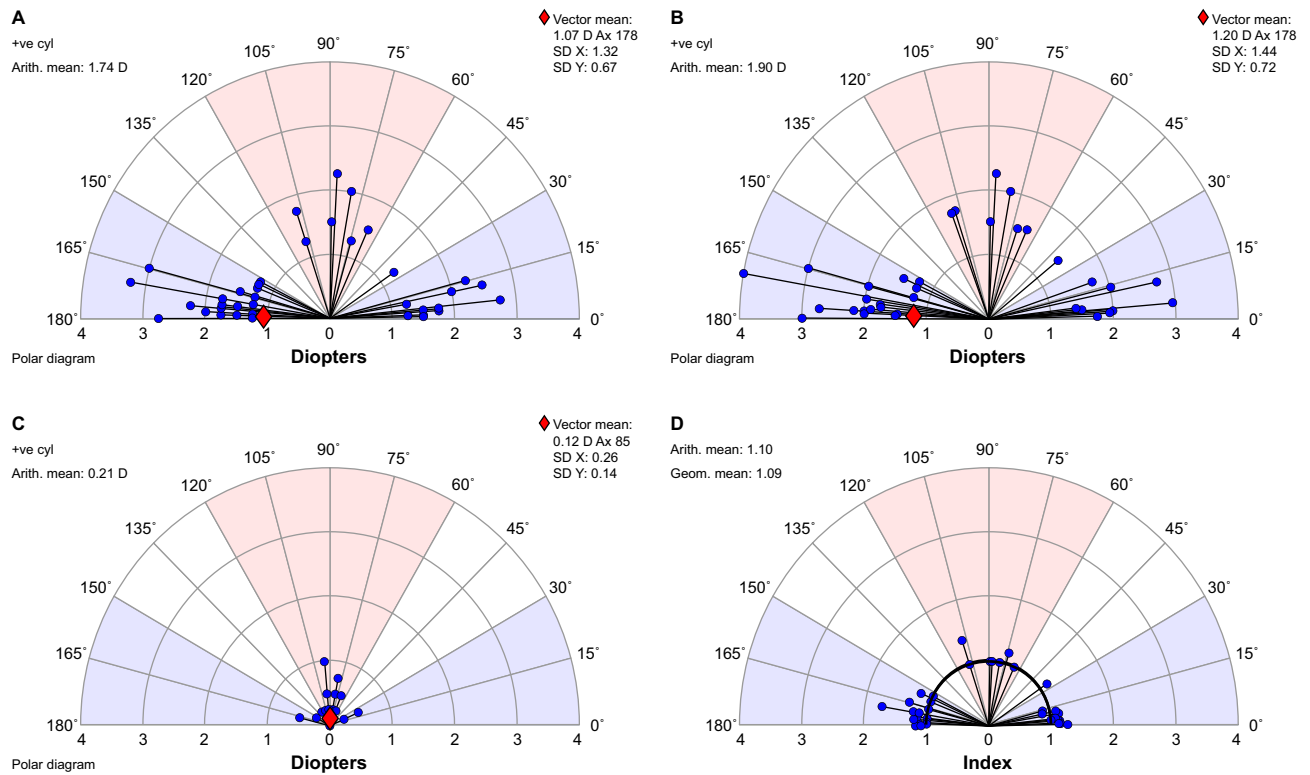 A
+ve cyl
Arith. mean: 1.74 D
Vector mean:
1.07 D Ax 178
SD X: 1.32
SD Y: 0.67
90°
105° 75°
120° 60°
135° 45°
150° 30°
165° 15°
180° 0°
4 3 2 1 0 1 2 3 4
Polar diagram
Diopters
B
+ve cyl
Arith. mean: 1.90 D
Vector mean:
1.20 D Ax 178
SD X: 1.44
SD Y: 0.72
90°
105° 75°
120° 60°
135° 45°
150° 30°
165° 15°
180° 0°
4 3 2 1 0 1 2 3 4
Polar diagram
Diopters
C
+ve cyl
Arith. mean: 0.21 D
Vector mean:
0.12 D Ax 85
SD X: 0.26
SD Y: 0.14
90°
105° 75°
120° 60°
135° 45°
150° 30°
165° 15°
180° 0°
4 3 2 1 0 1 2 3 4
Polar diagram
Diopters
D
Arith. mean: 1.10
Geom. mean: 1.09
90°
105° 75°
120° 60°
135° 45°
150° 30°
165° 15°
180° 0°
4 3 2 1 0 1 2 3 4
Index